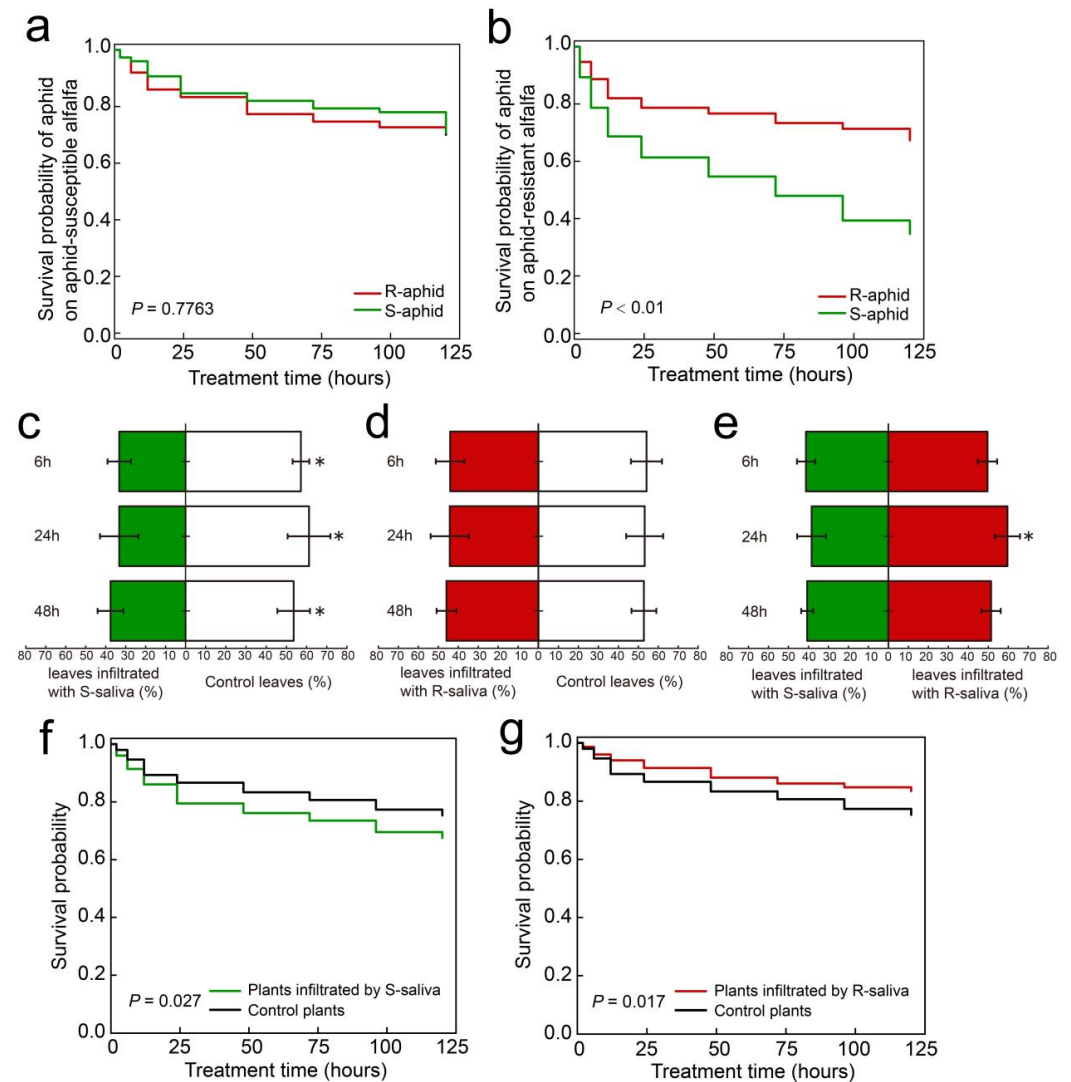 a
Survival probability of aphid
on aphid-susceptible alfalfa
1.0
0.8
0.6
0.4
0.2
0.0
P = 0.7763
R-aphid
S-aphid
0 25 50 75 100 125
Treatment time (hours)
b
Survival probability of aphid
on aphid-resistant alfalfa
1.0
0.8
0.6
0.4
0.2
0.0
P < 0.01
R-aphid
S-aphid
0 25 50 75 100 125
Treatment time (hours)
c
6h
*
24h
*
48h
*
80 70 60 50 40 30 20 10 0 10 20 30 40 50 60 70 80
leaves infiltrated
with S-saliva (%)
Control leaves (%)
d
6h
24h
48h
80 70 60 50 40 30 20 10 0 10 20 30 40 50 60 70 80
leaves infiltrated
with R-saliva (%)
Control leaves (%)
e
6h
24h
*
48h
80 70 60 50 40 30 20 10 0 10 20 30 40 50 60 70 80
leaves infiltrated
with S-saliva (%)
leaves infiltrated
with R-saliva (%)
f
Survival probability
1.0
0.8
0.6
0.4
0.2
0.0
P = 0.027
Plants infiltrated by S-saliva
Control plants
0 25 50 75 100 125
Treatment time (hours)
g
Survival probability
1.0
0.8
0.6
0.4
0.2
0.0
P = 0.017
Plants infiltrated by R-saliva
Control plants
0 25 50 75 100 125
Treatment time (hours)